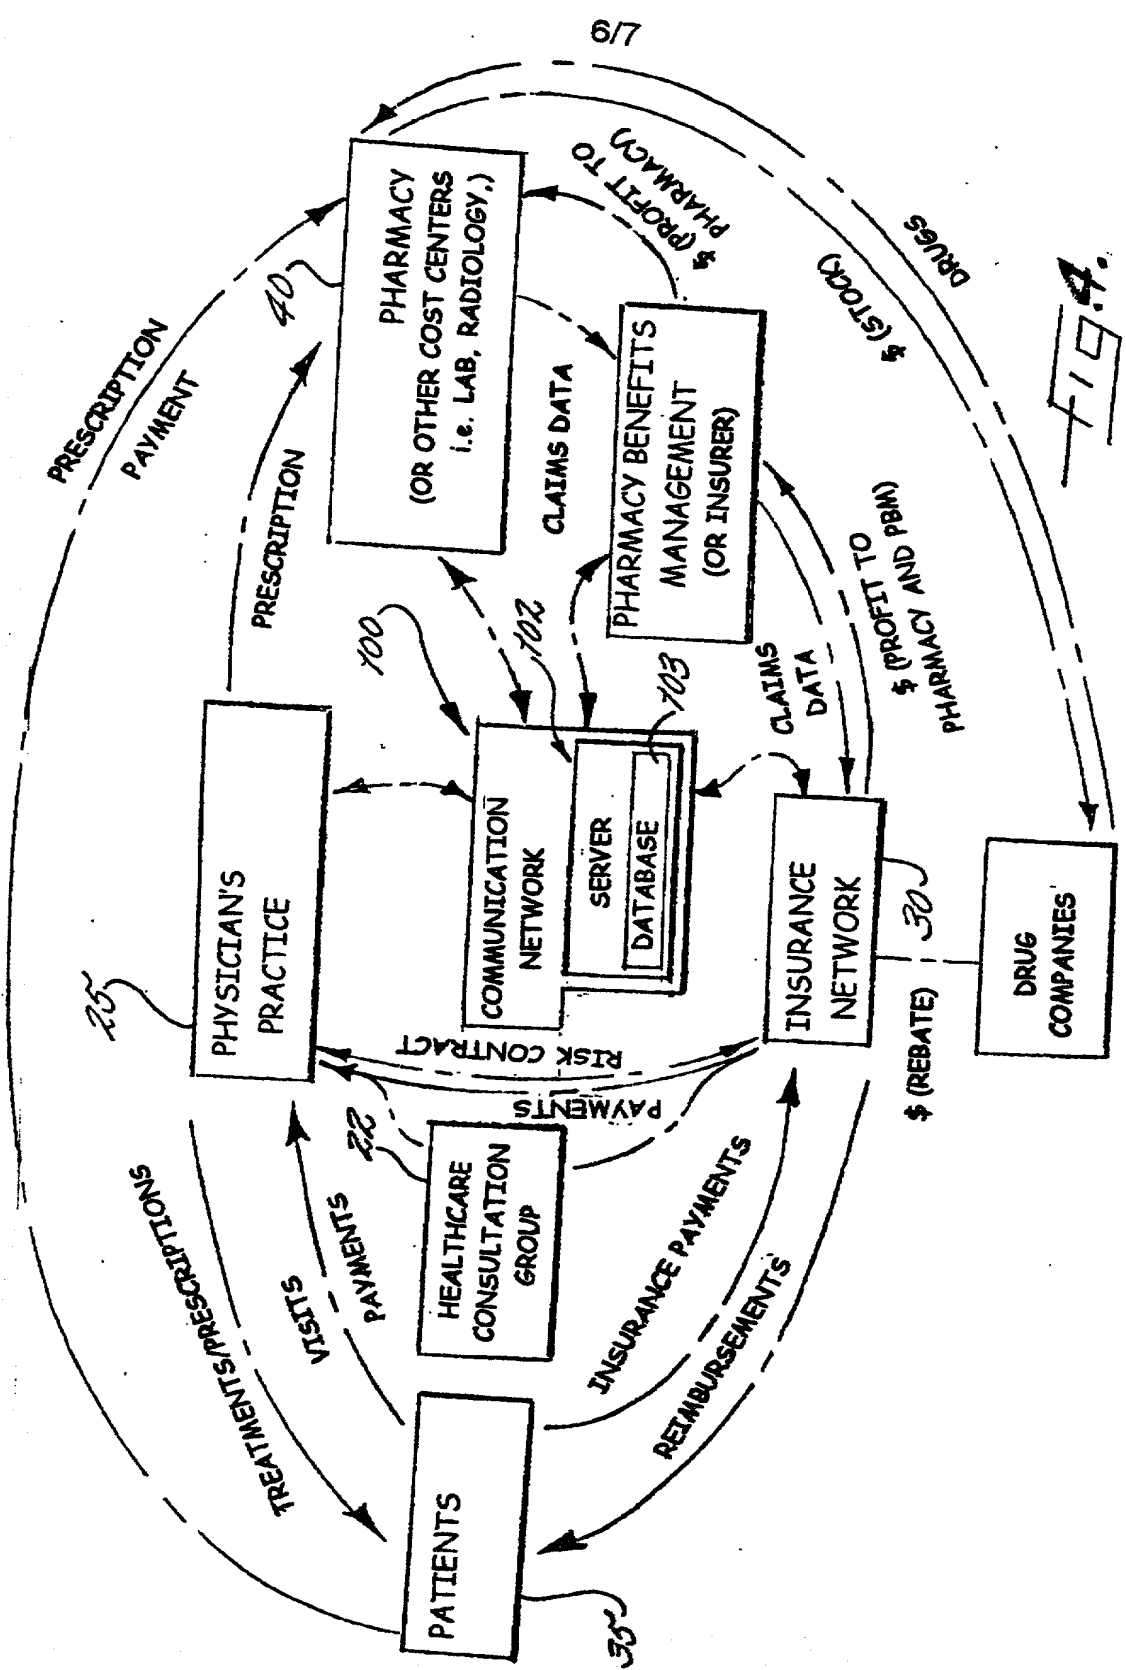 6/7
PRESCRIPTION
PAYMENT
PRESCRIPTION
40
PHARMACY
(OR OTHER COST CENTERS
i.e. LAB, RADIOLOGY,)
$ (PROFIT TO
PHARMACY)
CLAIMS DATA
PHARMACY BENEFITS
MANAGEMENT
(OR INSURER)
$ (STOCK)
DRUGS
25
PHYSICIAN'S
PRACTICE
100
102
103
COMMUNICATION
NETWORK
SERVER
DATABASE
CLAIMS
DATA
$ (PROFIT TO
PHARMACY AND PBM)
RISK CONTRACT
PAYMENTS
INSURANCE
NETWORK
30
$ (REBATE)
DRUG
COMPANIES
22
HEALTHCARE
CONSULTATION
GROUP
TREATMENTS/PRESCRIPTIONS
VISITS
PAYMENTS
INSURANCE PAYMENTS
REIMBURSEMENTS
PATIENTS
35
Fig. 4.